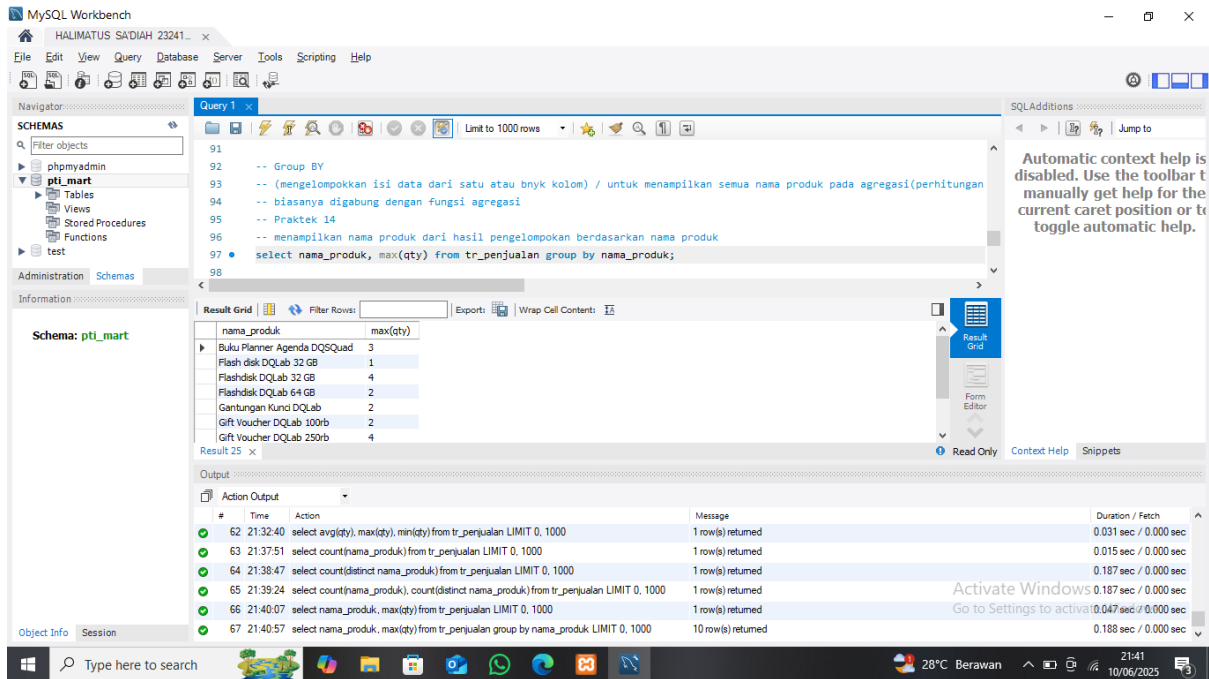 MySQL Workbench
HALIMATUS SA'DIAH 23241...
File Edit View Query Database Server Tools Scripting Help
Navigator
SCHEMAS
Filter objects
phpmyadmin
pti_mart
Tables
Views
Stored Procedures
Functions
test
Administration Schemas
Information
Schema: pti_mart
Object Info Session
Query 1
Limit to 1000 rows
91
92 -- Group BY
93 -- (mengelompokkan isi data dari satu atau bnyk kolom) / untuk menampilkan semua nama produk pada agregasi(perhitungan
94 -- biasanya digabung dengan fungsi agregasi
95 -- Praktek 14
96 -- menampilkan nama produk dari hasil pengelompokan berdasarkan nama produk
97 select nama_produk, max(qty) from tr_penjualan group by nama_produk;
98
Result Grid Filter Rows: Export: Wrap Cell Content:
nama_produk max(qty)
Buku Planner Agenda DQSQuad 3
Flash disk DQLab 32 GB 1
Flashdisk DQLab 32 GB 4
Flashdisk DQLab 64 GB 2
Gantungan Kunci DQLab 2
Gift Voucher DQLab 100rb 2
Gift Voucher DQLab 250rb 4
Result Grid
Form Editor
Result 25
Read Only
SQLAdditions
Jump to
Automatic context help is
disabled. Use the toolbar t
manually get help for the
current caret position or to
toggle automatic help.
Context Help Snippets
Output
Action Output
# Time Action Message Duration / Fetch
62 21:32:40 select avg(qty), max(qty), min(qty) from tr_penjualan LIMIT 0, 1000 1 row(s) returned 0.031 sec / 0.000 sec
63 21:37:51 select count(nama_produk) from tr_penjualan LIMIT 0, 1000 1 row(s) returned 0.015 sec / 0.000 sec
64 21:38:47 select count(distinct nama_produk) from tr_penjualan LIMIT 0, 1000 1 row(s) returned 0.187 sec / 0.000 sec
65 21:39:24 select count(nama_produk), count(distinct nama_produk) from tr_penjualan LIMIT 0, 1000 1 row(s) returned 0.187 sec / 0.000 sec
66 21:40:07 select nama_produk, max(qty) from tr_penjualan LIMIT 0, 1000 1 row(s) returned 0.047 sec / 0.000 sec
67 21:40:57 select nama_produk, max(qty) from tr_penjualan group by nama_produk LIMIT 0, 1000 10 row(s) returned 0.188 sec / 0.000 sec
Activate Windows
Go to Settings to activate Windows.
Type here to search
28°C Berawan
21:41
10/06/2025
3